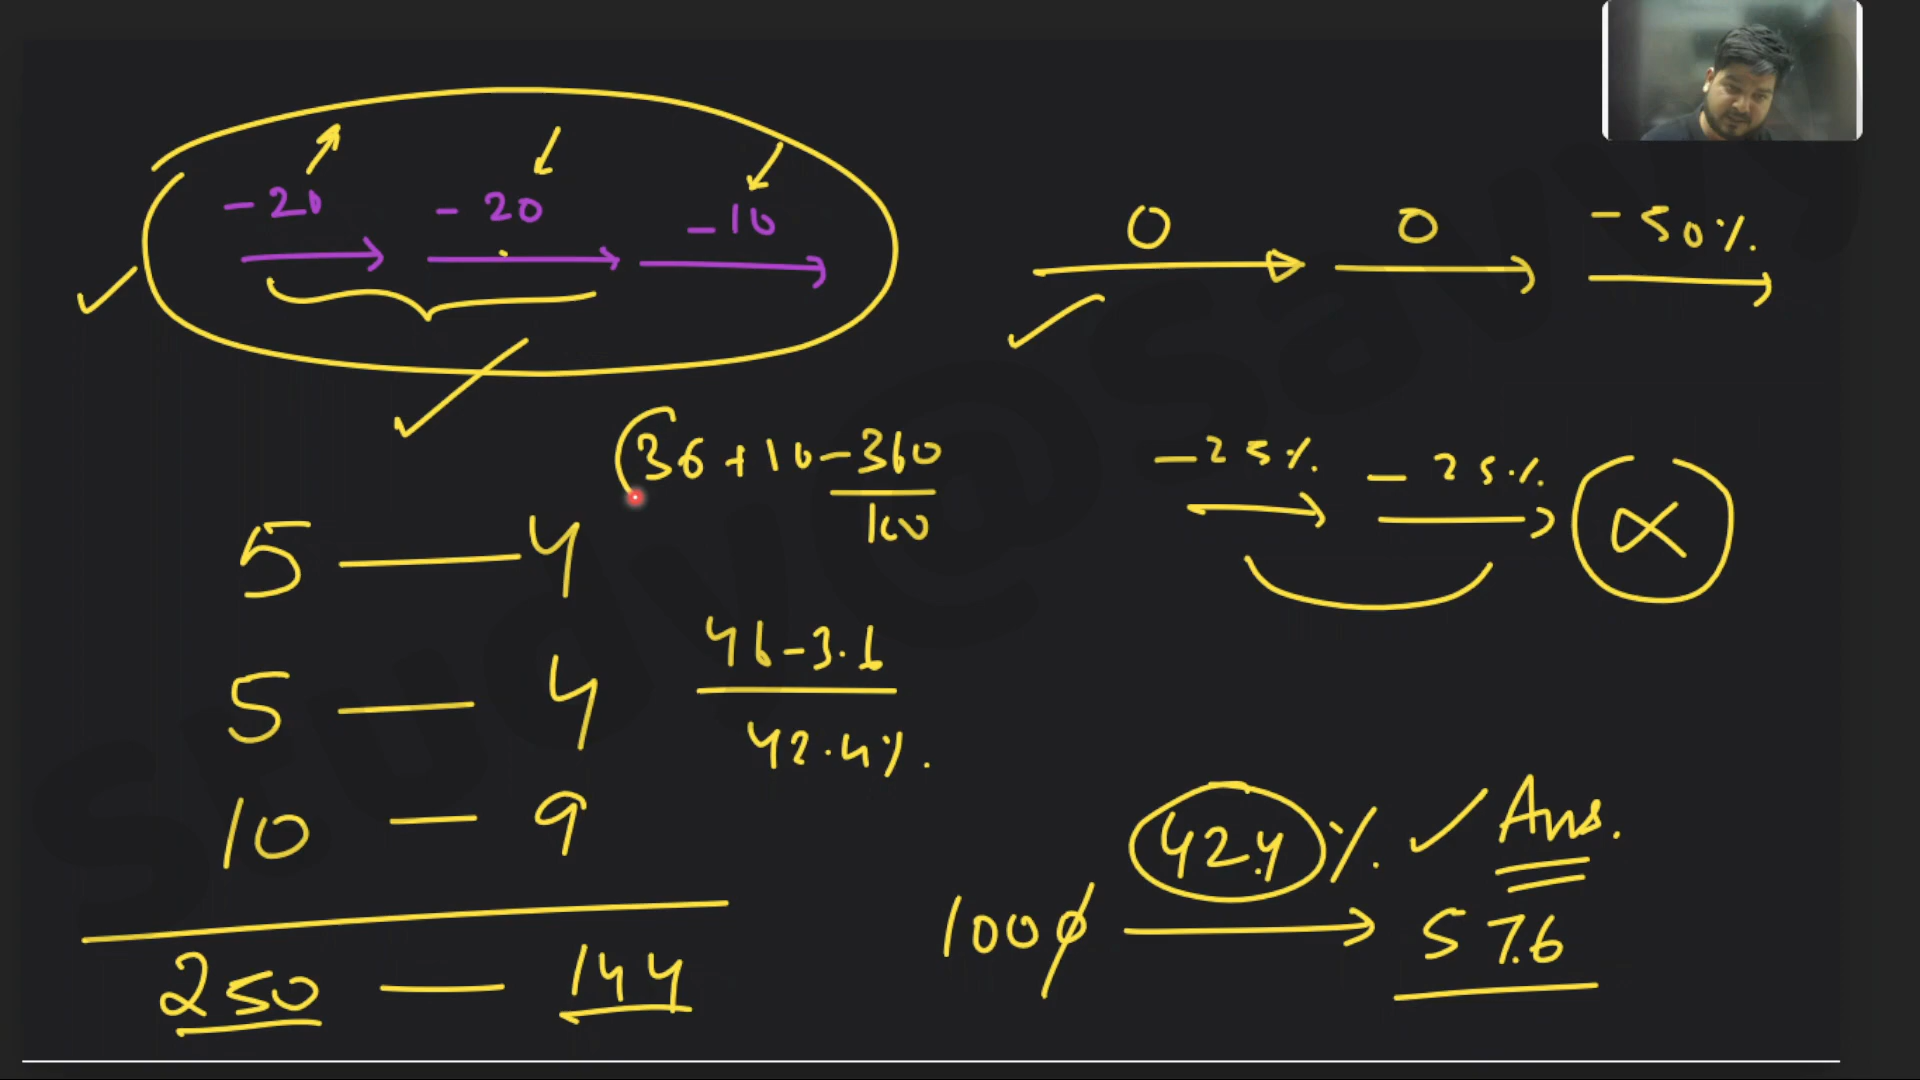 -20 -20 -10
0 0 -50%.
36+10-360
100
-25%. -25%. ∝
5 — 4
46-3.6
5 — 4
42.4%.
10 — 9
42.4%. ✓ Ans.
1000 → 57.6
250 — 144